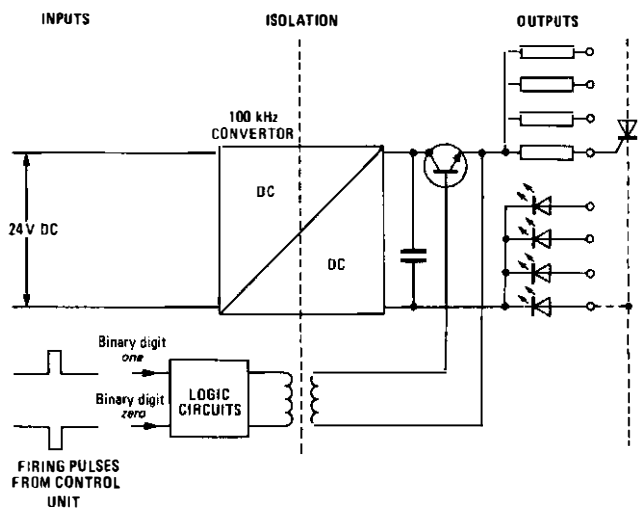 INPUTS
ISOLATION
OUTPUTS
100 kHz
CONVERTOR
DC
24V DC
DC
Binary digit
one
Binary digit
zero
LOGIC
CIRCUITS
FIRING PULSES
FROM CONTROL
UNIT